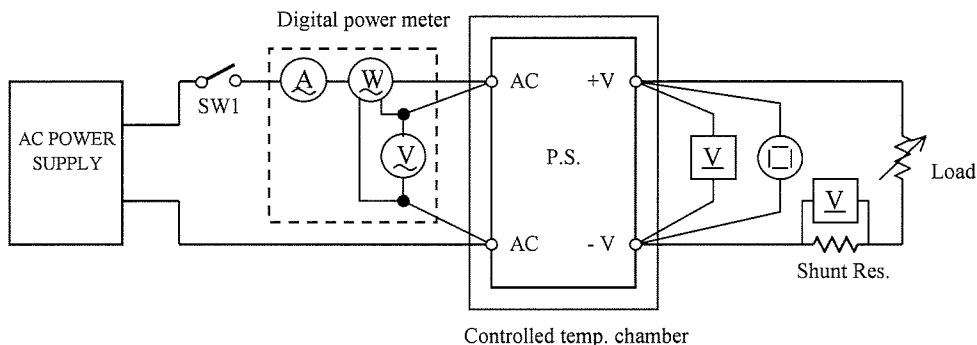 Digital power meter
AC POWER
SUPPLY
SW1
A
W
V
AC
+V
P.S.
AC
- V
V
V
Load
Shunt Res.
Controlled temp. chamber